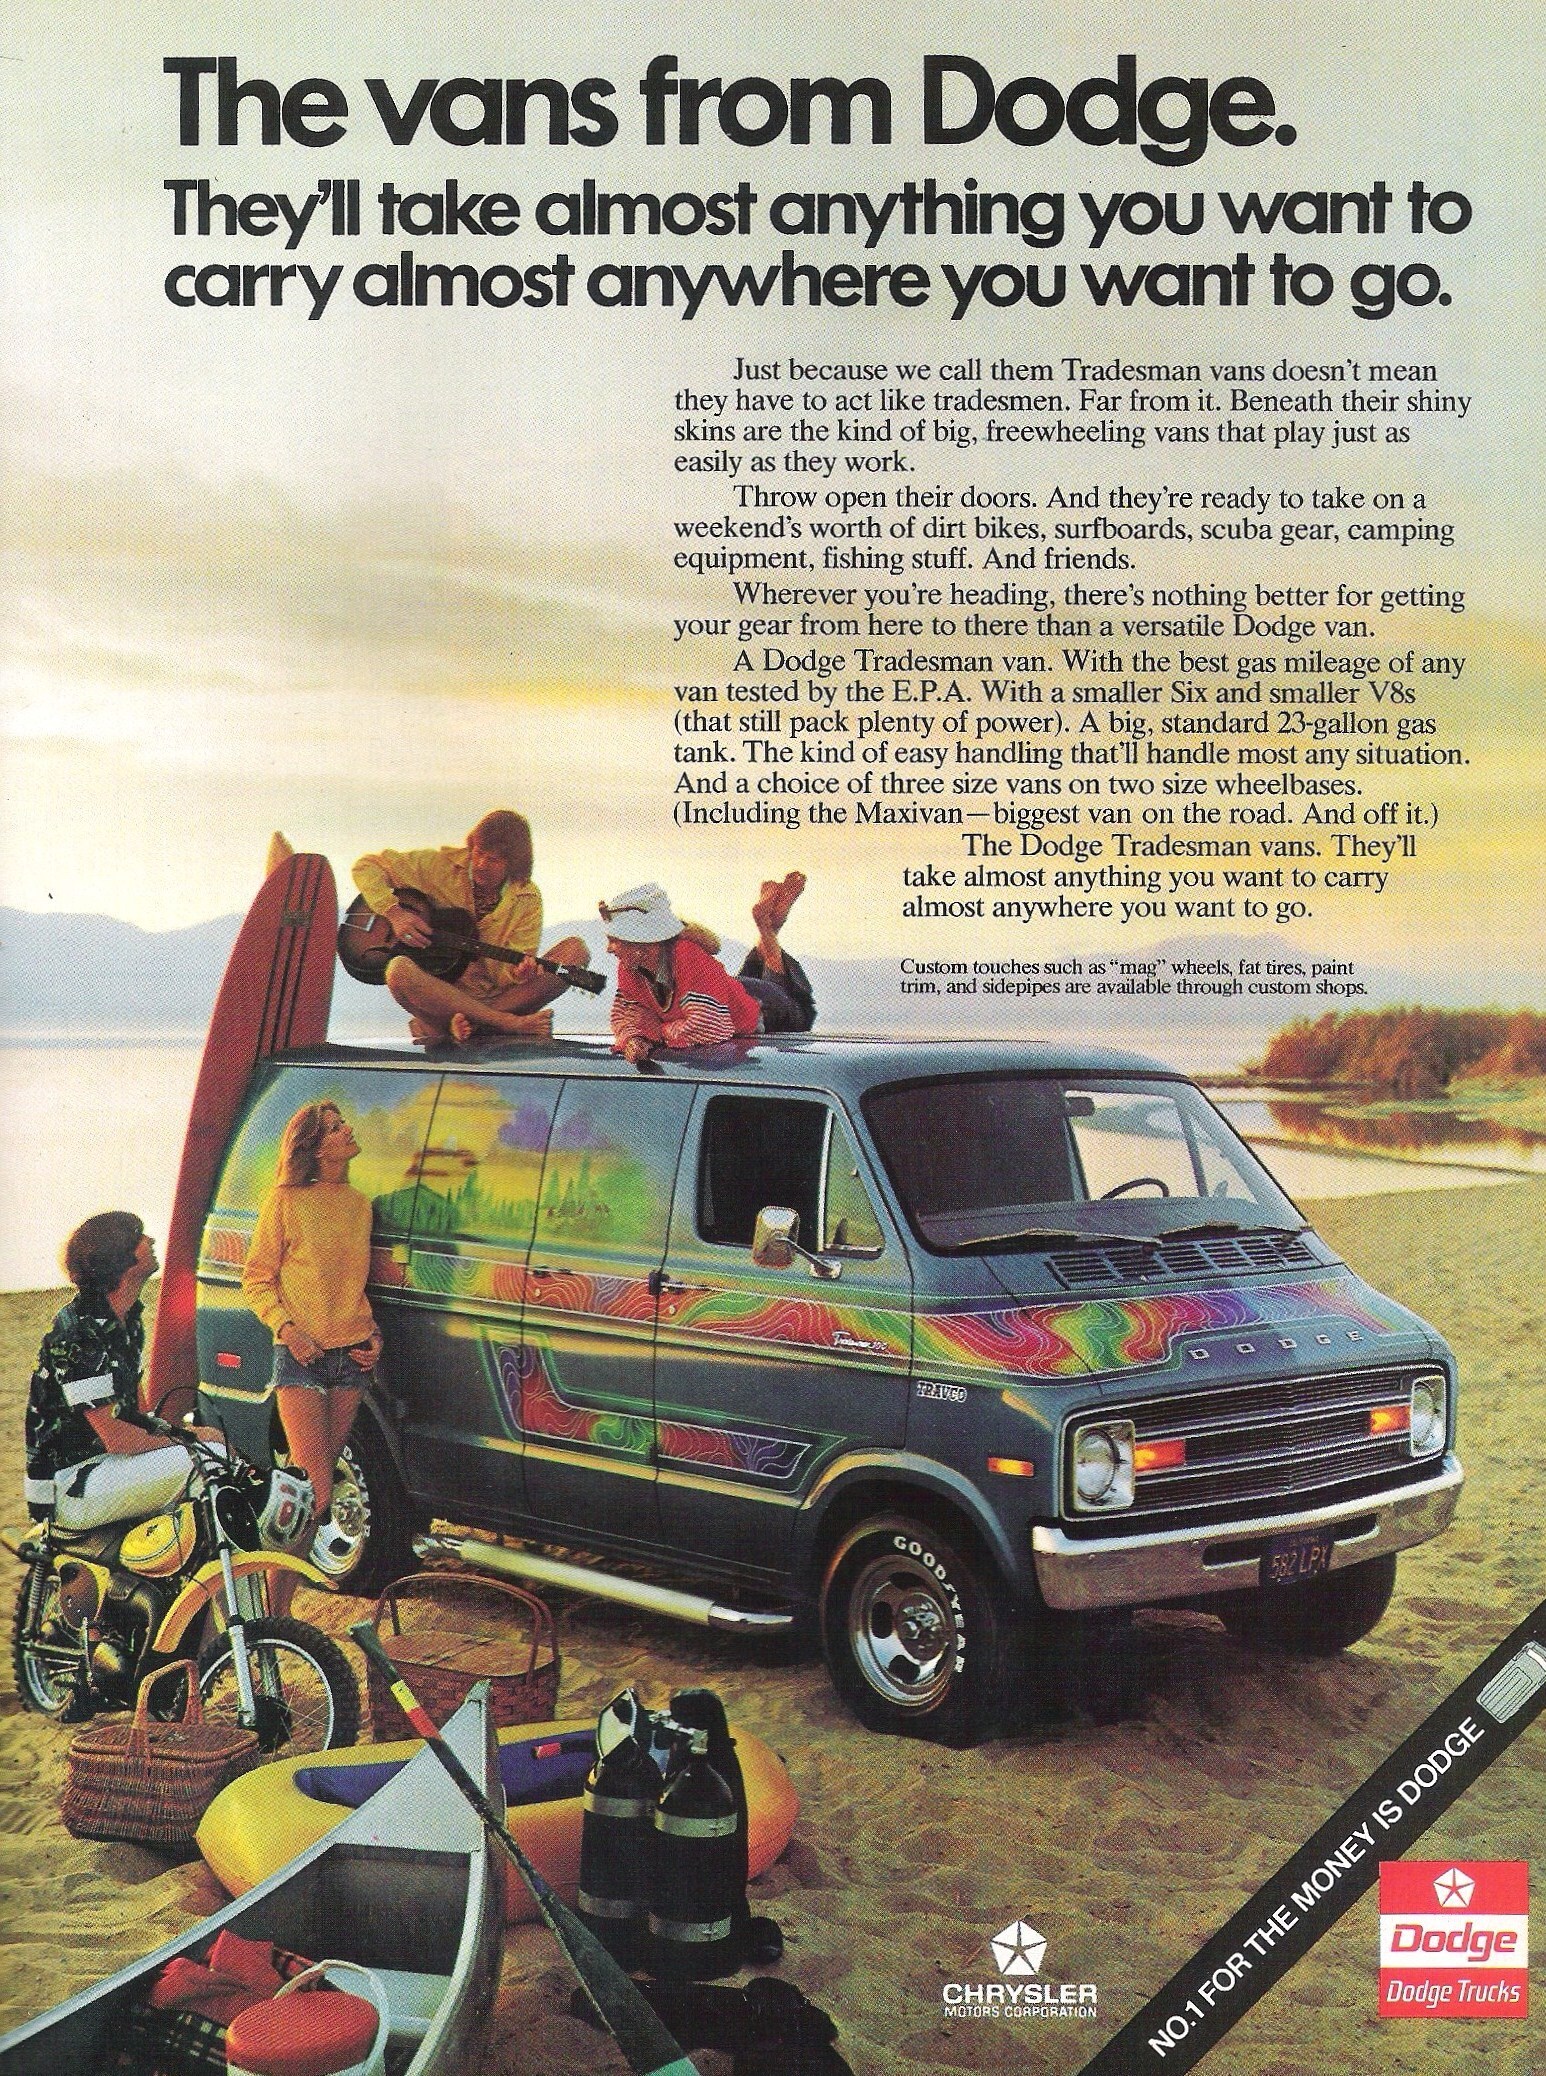 The vans from Dodge.
They'll take almost anything you want to
carry almost anywhere you want to go.
Just because we call them Tradesman vans doesn't mean
they have to act like tradesmen. Far from it. Beneath their shiny
skins are the kind of big, freewheeling vans that play just as
easily as they work.
Throw open their doors. And they're ready to take on a
weekend's worth of dirt bikes, surfboards, scuba gear, camping
equipment, fishing stuff. And friends.
Wherever you're heading, there's nothing better for getting
your gear from here to there than a versatile Dodge van.
A Dodge Tradesman van. With the best gas mileage of any
van tested by the E.P.A. With a smaller Six and smaller V8s
(that still pack plenty of power). A big, standard 23-gallon gas
tank. The kind of easy handling that'll handle most any situation.
And a choice of three size vans on two size wheelbases.
(Including the Maxivan—biggest van on the road. And off it.)
The Dodge Tradesman vans. They'll
take almost anything you want to carry
almost anywhere you want to go.
Custom touches such as "mag" wheels, fat tires, paint
trim, and sidepipes are available through custom shops.
DODGE
TRAVCO
GOODYEAR
582 LPX
NO.1 FOR THE MONEY IS DODGE
CHRYSLER
MOTORS CORPORATION
Dodge
Dodge Trucks